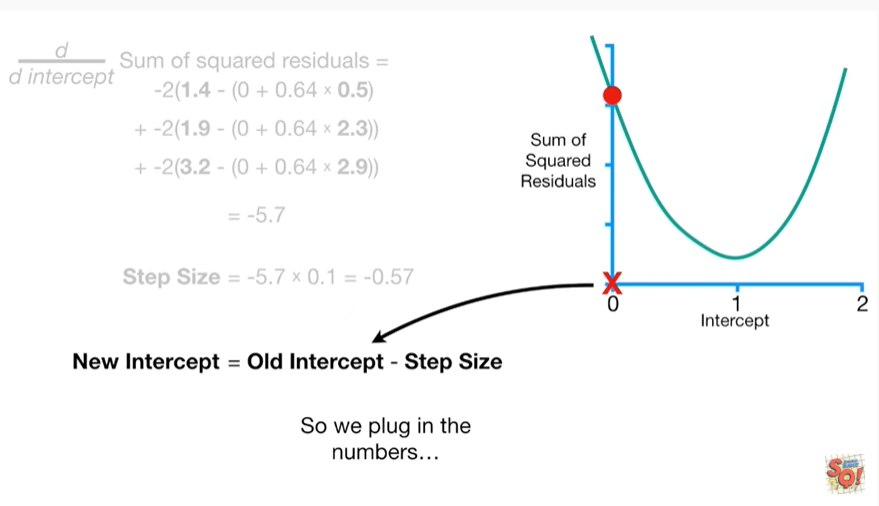 d
d intercept
Sum of squared residuals =
-2(1.4 - (0 + 0.64 × 0.5)
+ -2(1.9 - (0 + 0.64 × 2.3))
+ -2(3.2 - (0 + 0.64 × 2.9))
= -5.7
Step Size = -5.7 × 0.1 = -0.57
New Intercept = Old Intercept - Step Size
So we plug in the
numbers…
Sum of
Squared
Residuals
0 1 2
Intercept
SQ!